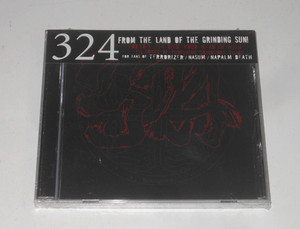 324
FROM THE LAND OF THE GRINDING SUN!
FOR FANS OF: TERRORIZER / NASUM / NAPALM DEATH